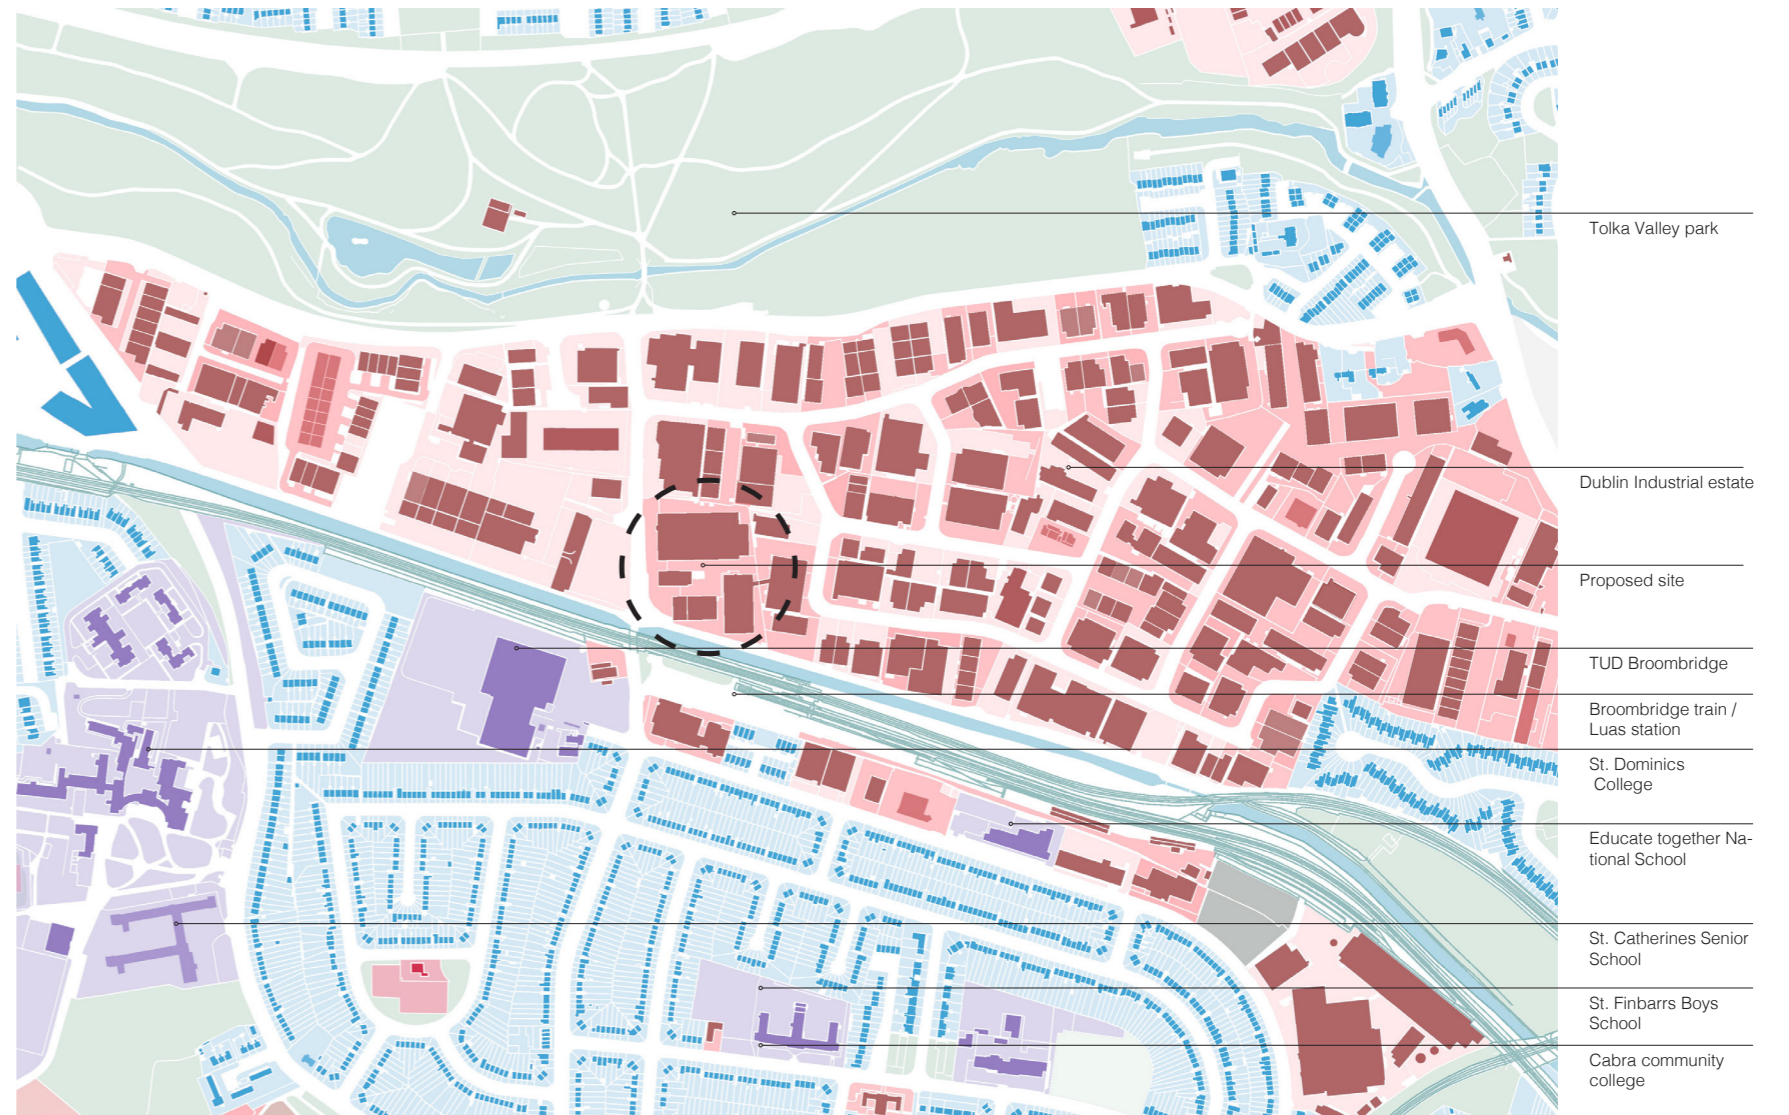 Tolka Valley park
Dublin Industrial estate
Proposed site
TUD Broombridge
Broombridge train /
Luas station
St. Dominics
College
Educate together Na-
tional School
St. Catherines Senior
School
St. Finbarrs Boys
School
Cabra community
college